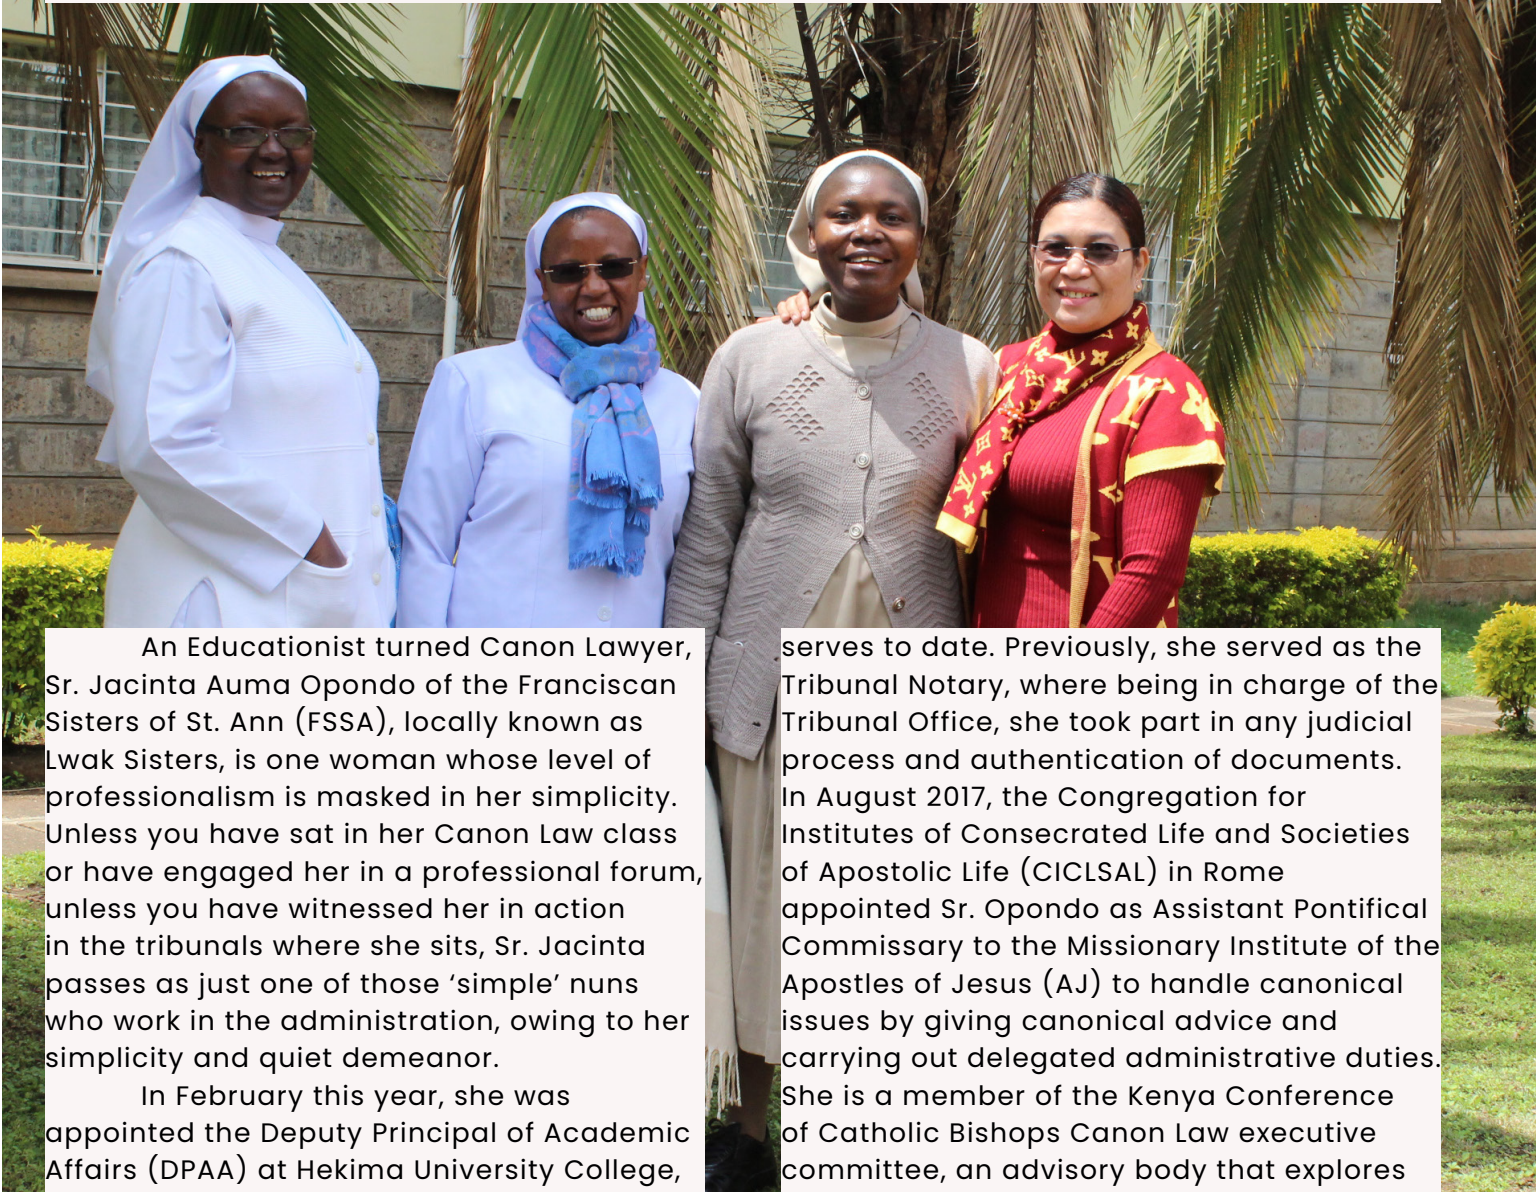 An Educationist turned Canon Lawyer,
Sr. Jacinta Auma Opondo of the Franciscan
Sisters of St. Ann (FSSA), locally known as
Lwak Sisters, is one woman whose level of
professionalism is masked in her simplicity.
Unless you have sat in her Canon Law class
or have engaged her in a professional forum,
unless you have witnessed her in action
in the tribunals where she sits, Sr. Jacinta
passes as just one of those ‘simple’ nuns
who work in the administration, owing to her
simplicity and quiet demeanor.
In February this year, she was
appointed the Deputy Principal of Academic
Affairs (DPAA) at Hekima University College,
serves to date. Previously, she served as the
Tribunal Notary, where being in charge of the
Tribunal Office, she took part in any judicial
process and authentication of documents.
In August 2017, the Congregation for
Institutes of Consecrated Life and Societies
of Apostolic Life (CICLSAL) in Rome
appointed Sr. Opondo as Assistant Pontifical
Commissary to the Missionary Institute of the
Apostles of Jesus (AJ) to handle canonical
issues by giving canonical advice and
carrying out delegated administrative duties.
She is a member of the Kenya Conference
of Catholic Bishops Canon Law executive
committee, an advisory body that explores